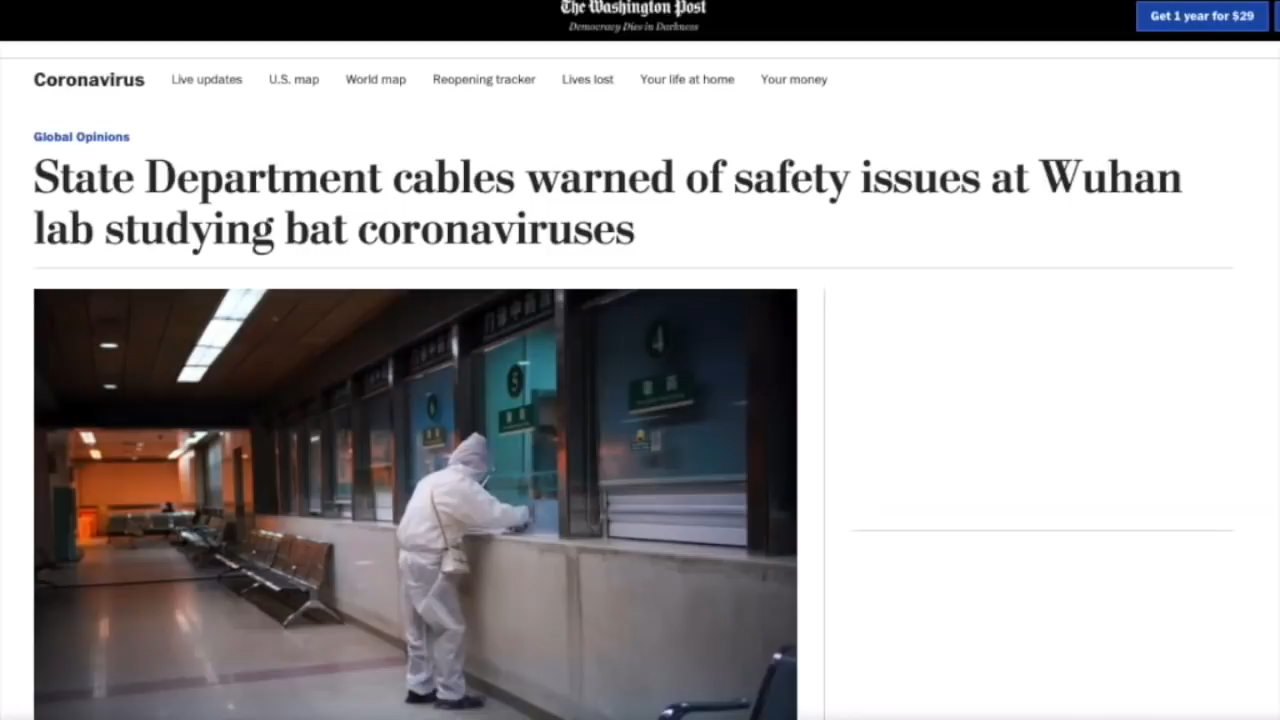 The Washington Post
Democracy Dies in Darkness
Get 1 year for $29
Coronavirus Live updates U.S. map World map Reopening tracker Lives lost Your life at home Your money
Global Opinions
State Department cables warned of safety issues at Wuhan
lab studying bat coronaviruses
4
5
6